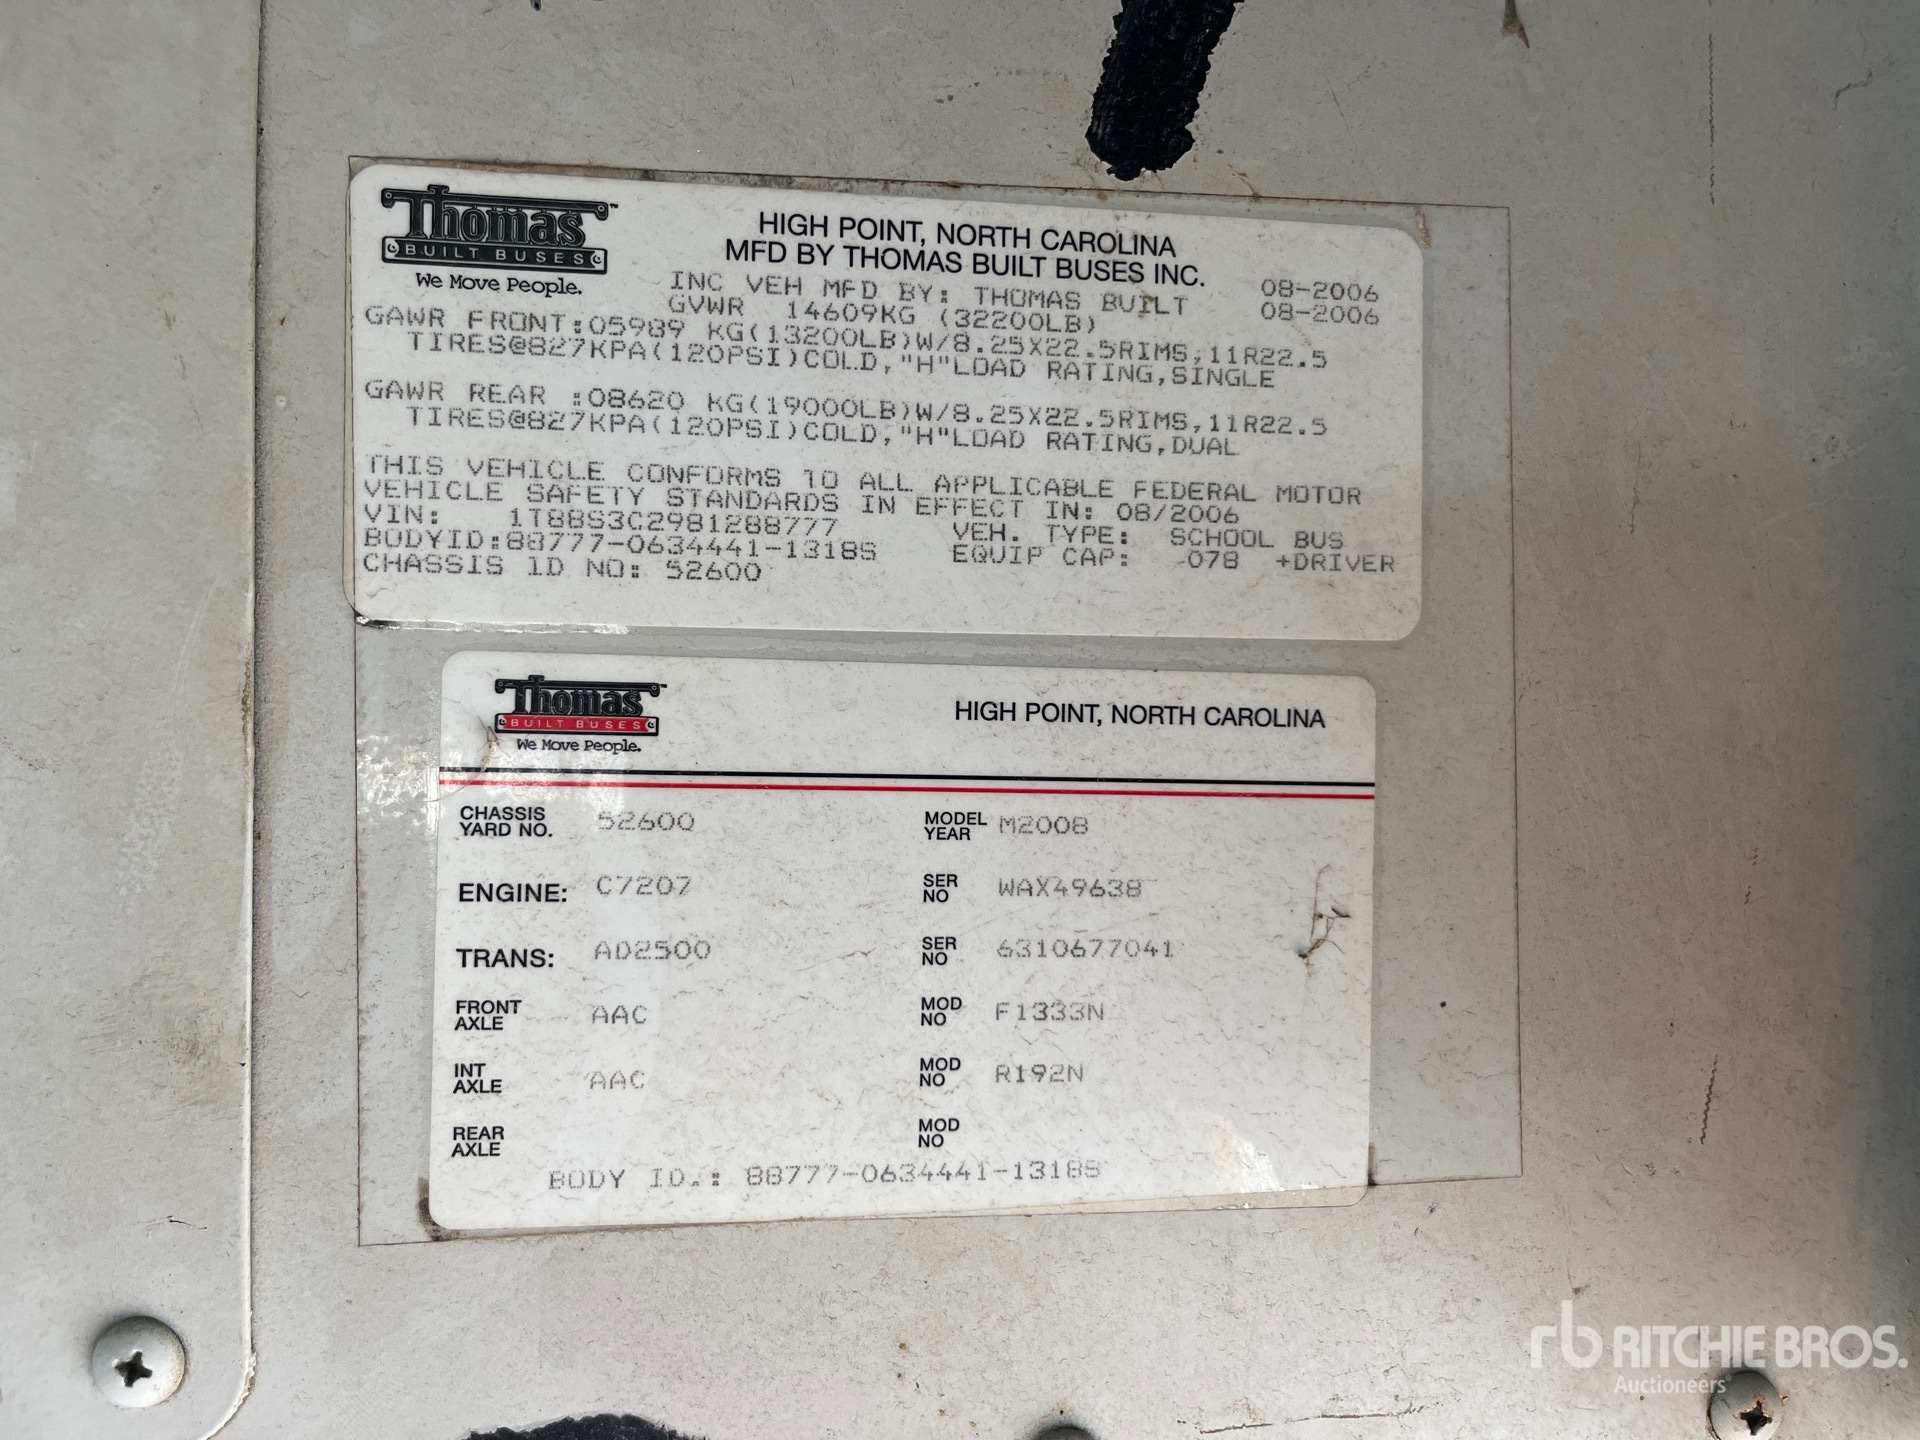 Thomas™
BUILT BUSES
We Move People.
HIGH POINT, NORTH CAROLINA
MFD BY THOMAS BUILT BUSES INC.
INC VEH MFD BY: THOMAS BUILT 08-2006
GVWR 14609KG (32200LB) 08-2006
GAWR FRONT:05989 KG(13200LB)W/8.25X22.5RIMS,11R22.5
TIRES@827KPA(120PSI)COLD,"H"LOAD RATING,SINGLE
GAWR REAR :08620 KG(19000LB)W/8.25X22.5RIMS,11R22.5
TIRES@827KPA(120PSI)COLD,"H"LOAD RATING,DUAL
THIS VEHICLE CONFORMS TO ALL APPLICABLE FEDERAL MOTOR
VEHICLE SAFETY STANDARDS IN EFFECT IN: 08/2006
VIN: 1T88S3C2981288777 VEH. TYPE: SCHOOL BUS
BODYID:88777-0634441-1318S EQUIP CAP: 078 +DRIVER
CHASSIS ID NO: 52600
Thomas™
BUILT BUSES
We Move People.
HIGH POINT, NORTH CAROLINA
CHASSIS YARD NO. 52600 MODEL YEAR M2008
ENGINE: C7207 SER NO WAX49638
TRANS: AD2500 SER NO 6310677041
FRONT AXLE AAC MOD NO F1333N
INT AXLE AAC MOD NO R192N
REAR AXLE MOD NO
BODY ID.: 88777-0634441-1318S
rb RITCHIE BROS.
Auctioneers